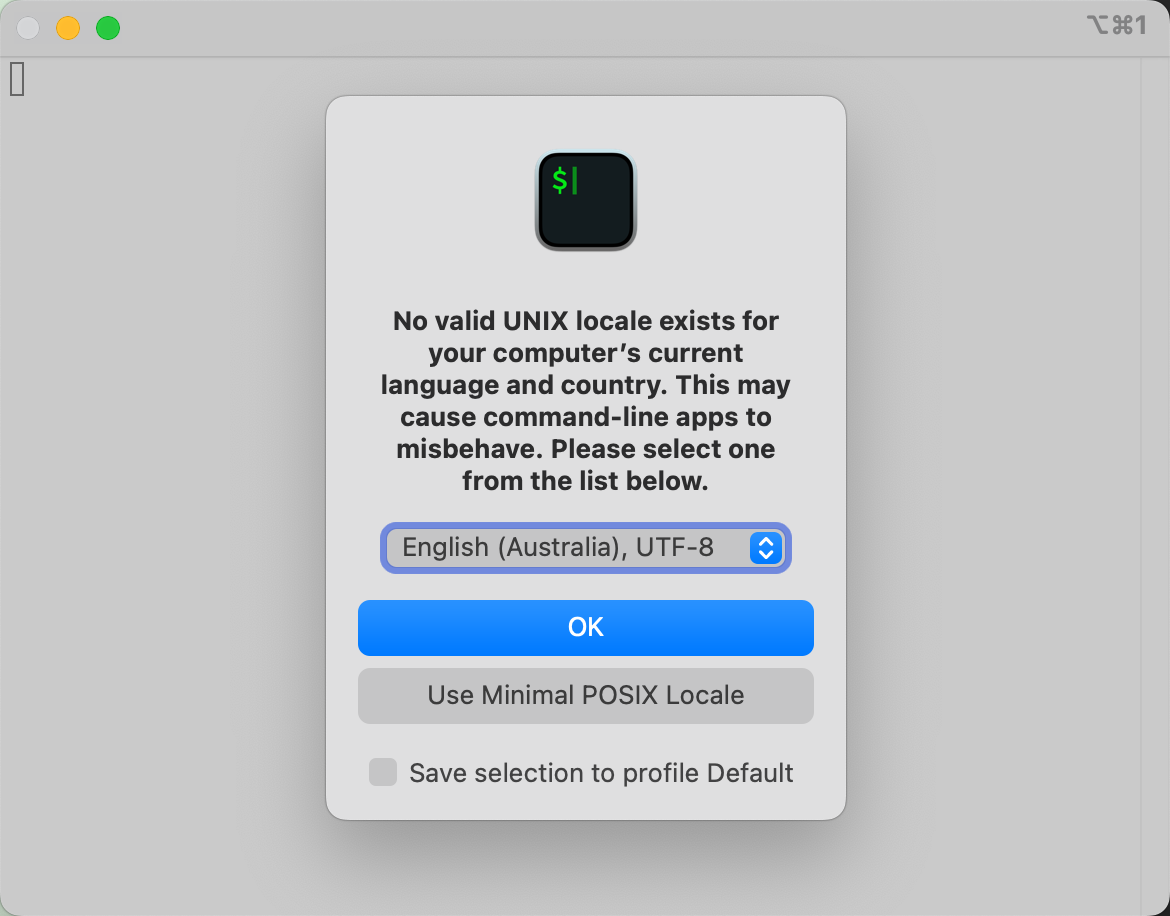 ⌥⌘1
$
No valid UNIX locale exists for
your computer’s current
language and country. This may
cause command-line apps to
misbehave. Please select one
from the list below.
English (Australia), UTF-8
OK
Use Minimal POSIX Locale
Save selection to profile Default